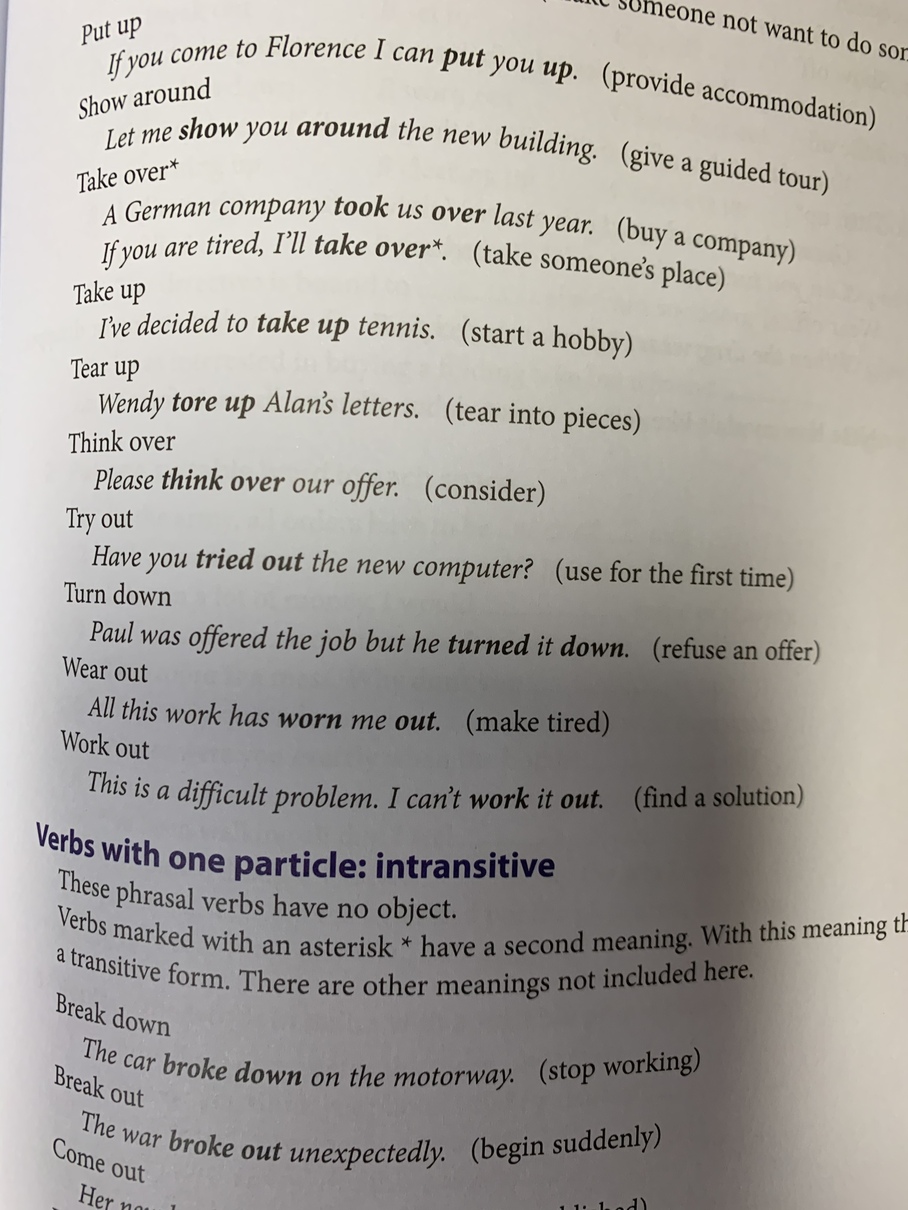 someone not want to do
Put up
If you come to Florence I can put you up. (provide accommodation)
Show around
Let me show you around the new building. (give a guided tour)
Take over*
A German company took us over last year. (buy a company)
If you are tired, I'll take over*. (take someone's place)
Take up
I've decided to take up tennis. (start a hobby)
Tear up
Wendy tore up Alan's letters. (tear into pieces)
Think over
Please think over our offer. (consider)
Try out
Have you tried out the new computer? (use for the first time)
Turn down
Paul was offered the job but he turned it down. (refuse an offer)
Wear out
All this work has worn me out. (make tired)
Work out
This is a difficult problem. I can't work it out. (find a solution)
Verbs with one particle: intransitive
These phrasal verbs have no object.
Verbs marked with an asterisk * have a second meaning. With this meaning
a transitive form. There are other meanings not included here.
Break down
The car broke down on the motorway. (stop working)
Break out
The war broke out unexpectedly. (begin suddenly)
Come out
Her